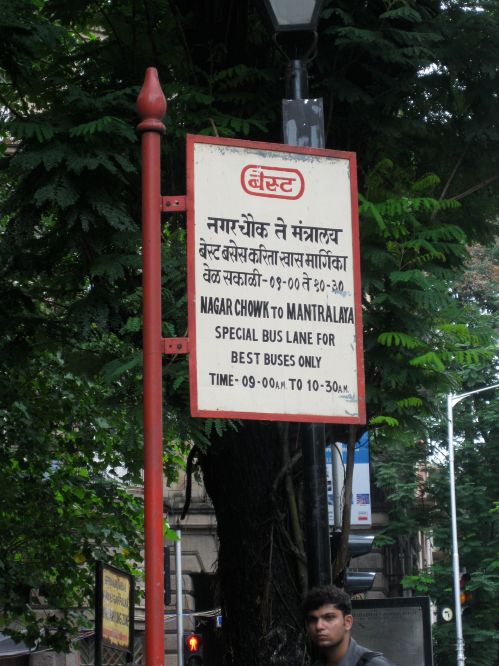 बेस्ट
नगरचौक ते मंत्रालय
बेस्ट बसेस करिता खास मार्गिका
वेळ सकाळी-०९-०० ते १०-३०
NAGAR CHOWK TO MANTRALAYA
SPECIAL BUS LANE FOR
BEST BUSES ONLY
TIME-09-00A.M. TO 10-30A.M.